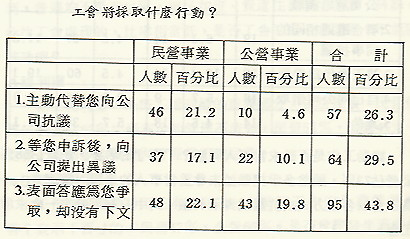 工會將採取什麼行動?
民營事業 公營事業 合計
人數 百分比 人數 百分比 人數 百分比
1.主動代替您向公
司抗議 46 21.2 10 4.6 57 26.3
2.等您申訴後,向
公司提出異議 37 17.1 22 10.1 64 29.5
3.表面答應爲您爭
取,却没有下文 48 22.1 43 19.8 95 43.8